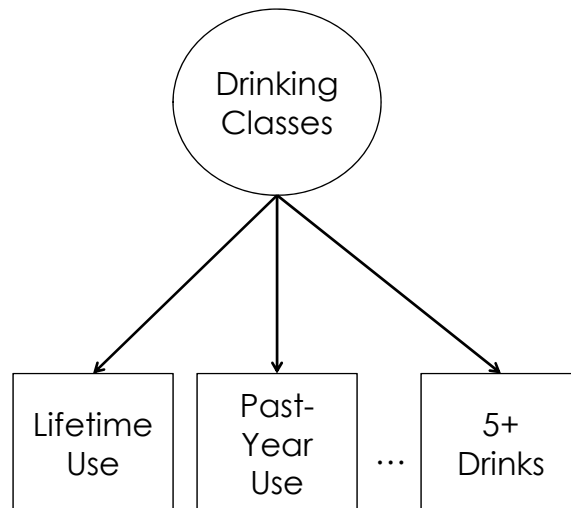 Drinking
Classes
Lifetime
Use
Past-
Year
Use
...
5+
Drinks